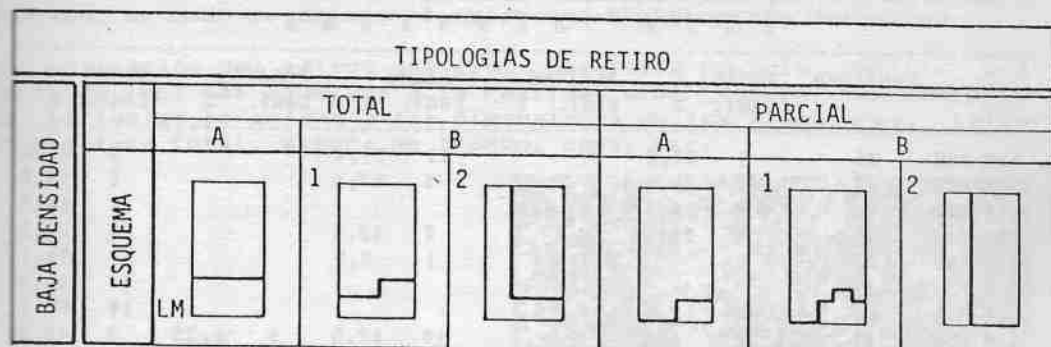 TIPOLOGIAS DE RETIRO
TOTAL PARCIAL
A B A B
1 2 1 2
BAJA DENSIDAD
ESQUEMA
LM